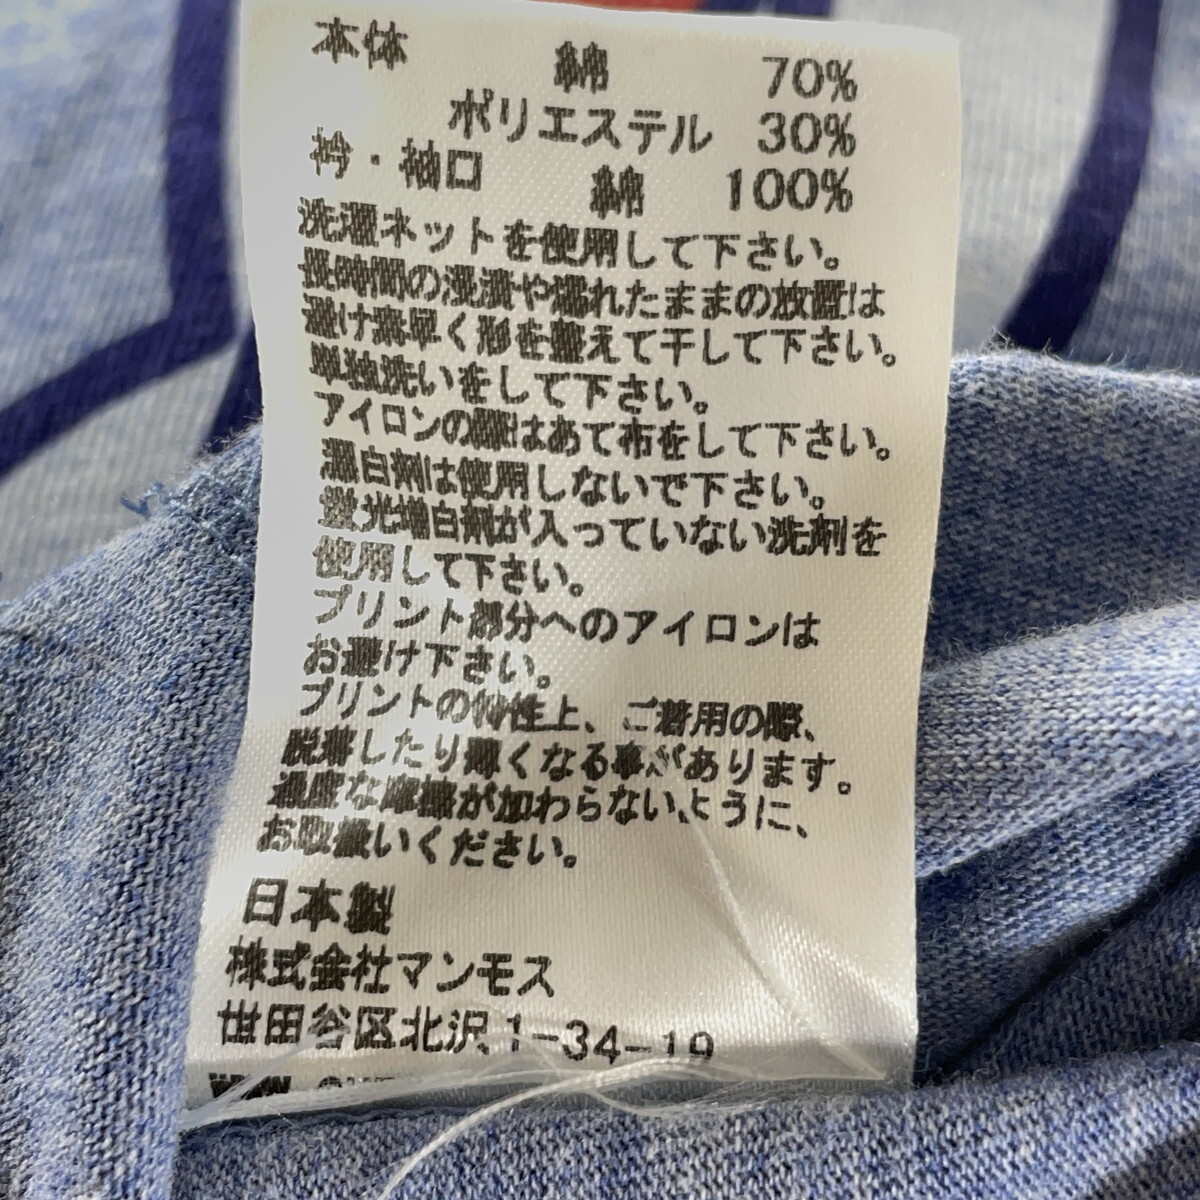 本体 綿 70%
ポリエステル 30%
衿・袖口 綿 100%
洗濯ネットを使用して下さい。
長時間の浸漬や濡れたままの放置は
避け素早く形を整えて干して下さい。
単独洗いをして下さい。
アイロンの際はあて布をして下さい。
漂白剤は使用しないで下さい。
蛍光増白剤が入っていない洗剤を
使用して下さい。
プリント部分へのアイロンは
お避け下さい。
プリントの特性上、ご着用の際、
脱落したり薄くなる事があります。
過度な摩擦が加わらないように、
お取扱いください。
日本製
株式会社マンモス
世田谷区北沢 1-34-19
www.